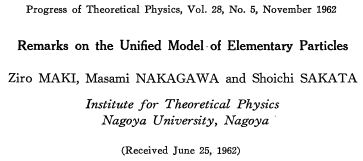 Progress of Theoretical Physics, Vol. 28, No. 5, November 1962
Remarks on the Unified Model of Elementary Particles
Ziro MAKI, Masami NAKAGAWA and Shoichi SAKATA
Institute for Theoretical Physics
Nagoya University, Nagoya
(Received June 25, 1962)